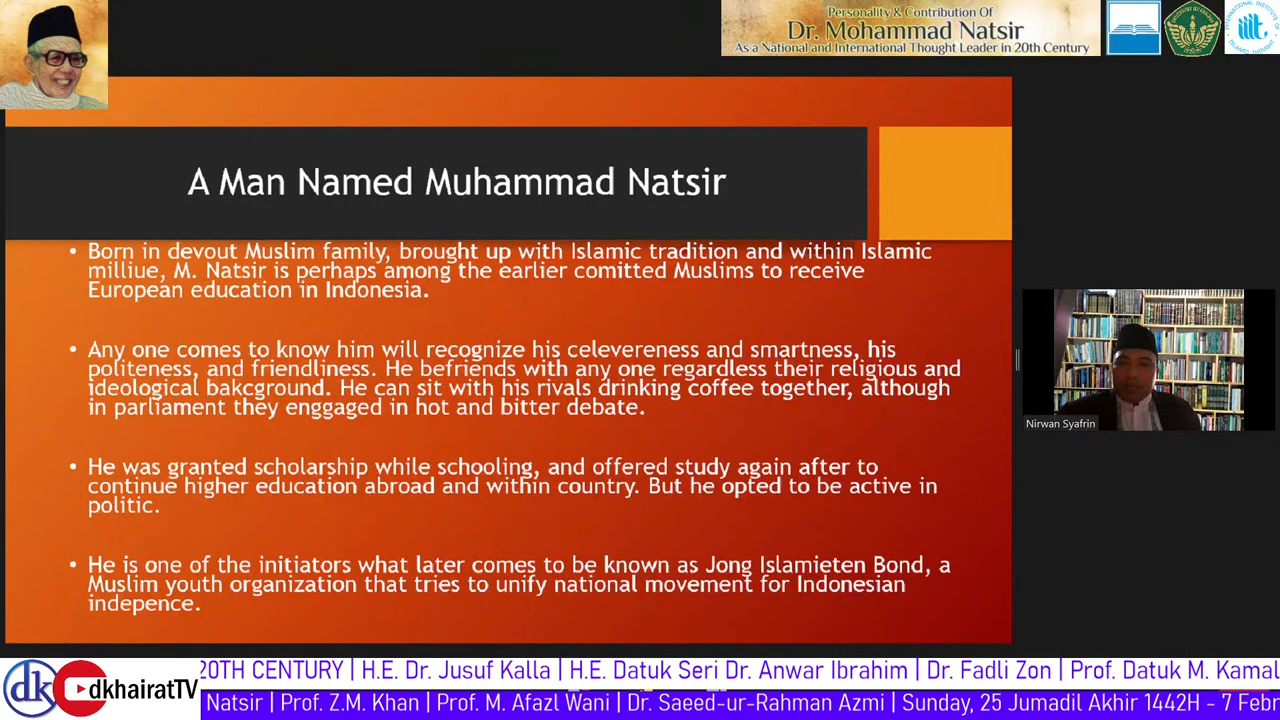 Personality & Contribution Of
Dr. Mohammad Natsir
As a National and International Thought Leader in 20th Century
INTERNATIONAL INSTITUTE OF ISLAMIC THOUGHT
A Man Named Muhammad Natsir
• Born in devout Muslim family, brought up with Islamic tradition and within Islamic
milliue, M. Natsir is perhaps among the earlier comitted Muslims to receive
European education in Indonesia.
• Any one comes to know him will recognize his celevereness and smartness, his
politeness, and friendliness. He befriends with any one regardless their religious and
ideological bakcground. He can sit with his rivals drinking coffee together, although
in parliament they enggaged in hot and bitter debate.
• He was granted scholarship while schooling, and offered study again after to
continue higher education abroad and within country. But he opted to be active in
politic.
• He is one of the initiators what later comes to be known as Jong Islamieten Bond, a
Muslim youth organization that tries to unify national movement for Indonesian
indepence.
Nirwan Syafrin
dk dkhairatTV
20TH CENTURY | H.E. Dr. Jusuf Kalla | H.E. Datuk Seri Dr. Anwar Ibrahim | Dr. Fadli Zon | Prof. Datuk M. Kamal
Natsir | Prof. Z.M. Khan | Prof. M. Afazl Wani | Dr. Saeed-ur-Rahman Azmi | Sunday, 25 Jumadil Akhir 1442H - 7 Febr